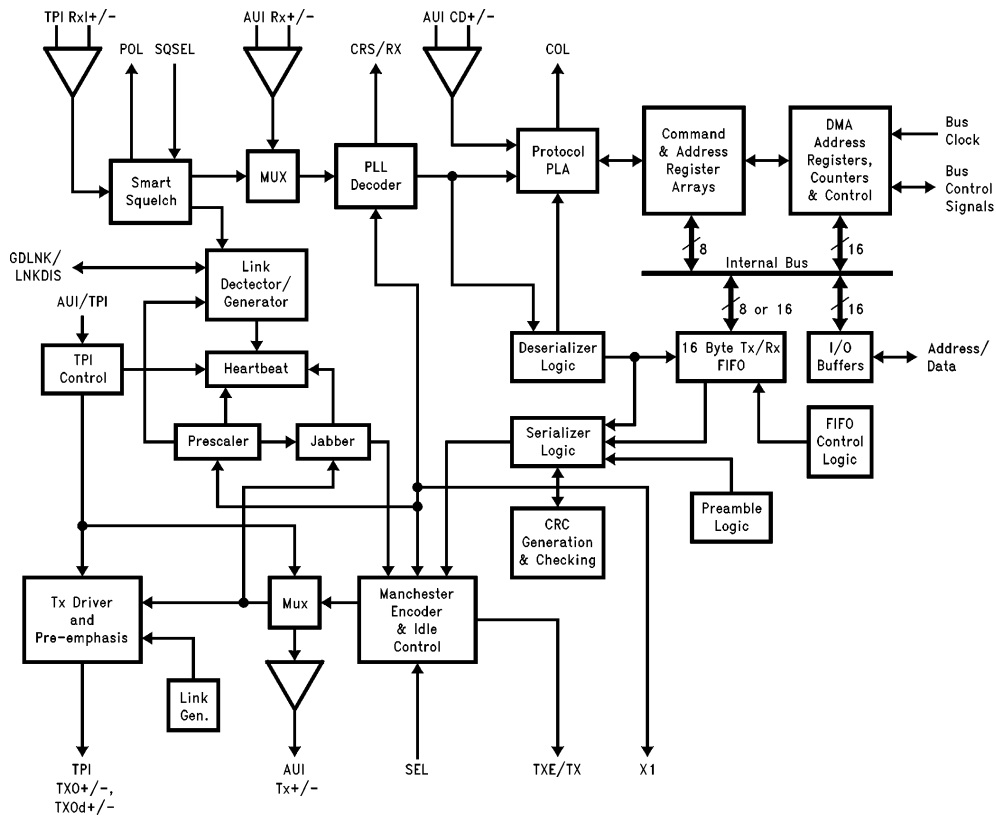 TPI RxI+/-
AUI Rx+/-
AUI CD+/-
POL
SQSEL
CRS/RX
COL
Smart
Squelch
MUX
PLL
Decoder
Protocol
PLA
Command
& Address
Register
Arrays
DMA
Address
Registers,
Counters
& Control
Bus
Clock
Bus
Control
Signals
8
16
Internal Bus
GDLNK/
LNKDIS
Link
Dectector/
Generator
AUI/TPI
8 or 16
16
TPI
Control
Heartbeat
Deserializer
Logic
16 Byte Tx/Rx
FIFO
I/O
Buffers
Address/
Data
Prescaler
Jabber
Serializer
Logic
FIFO
Control
Logic
Preamble
Logic
CRC
Generation
& Checking
Tx Driver
and
Pre-emphasis
Mux
Manchester
Encoder
& Idle
Control
Link
Gen.
TPI
TXO+/-,
TXOd+/-
AUI
Tx+/-
SEL
TXE/TX
X1